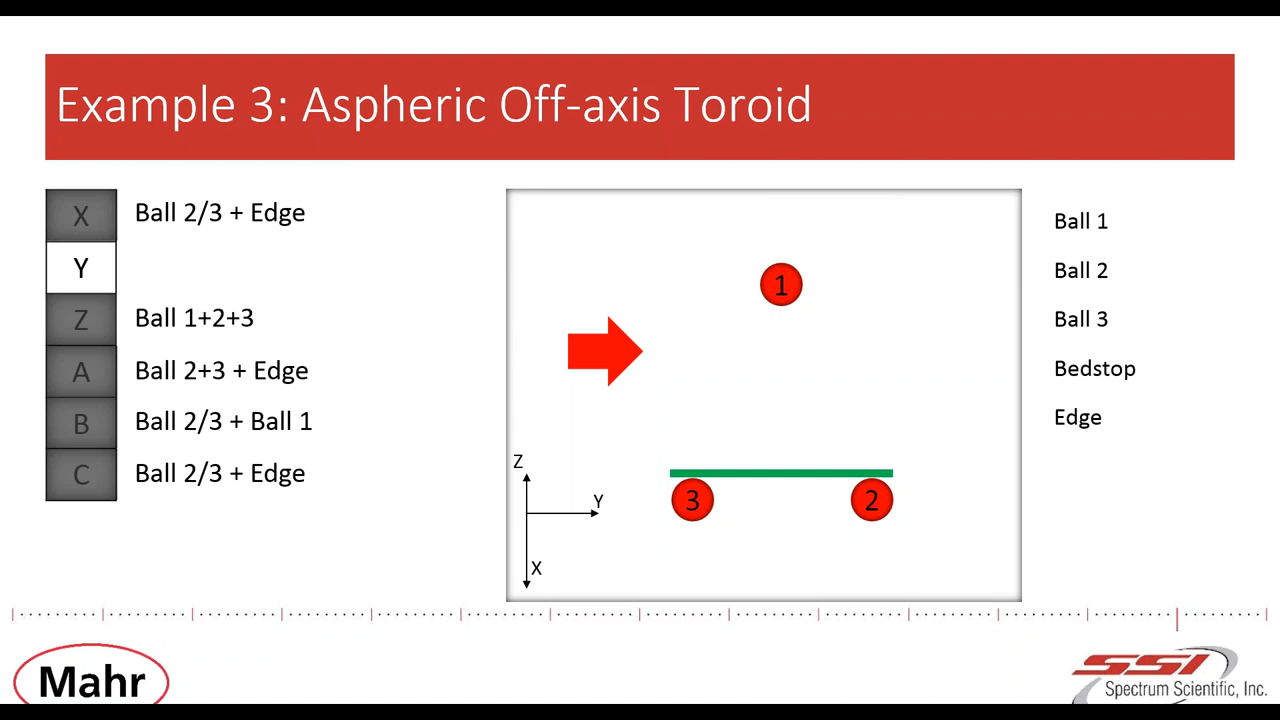 Example 3: Aspheric Off-axis Toroid
X Ball 2/3 + Edge
Y
Z Ball 1+2+3
A Ball 2+3 + Edge
B Ball 2/3 + Ball 1
C Ball 2/3 + Edge
1
3
2
Z
Y
X
Ball 1
Ball 2
Ball 3
Bedstop
Edge
Mahr
SSI
Spectrum Scientific, Inc.